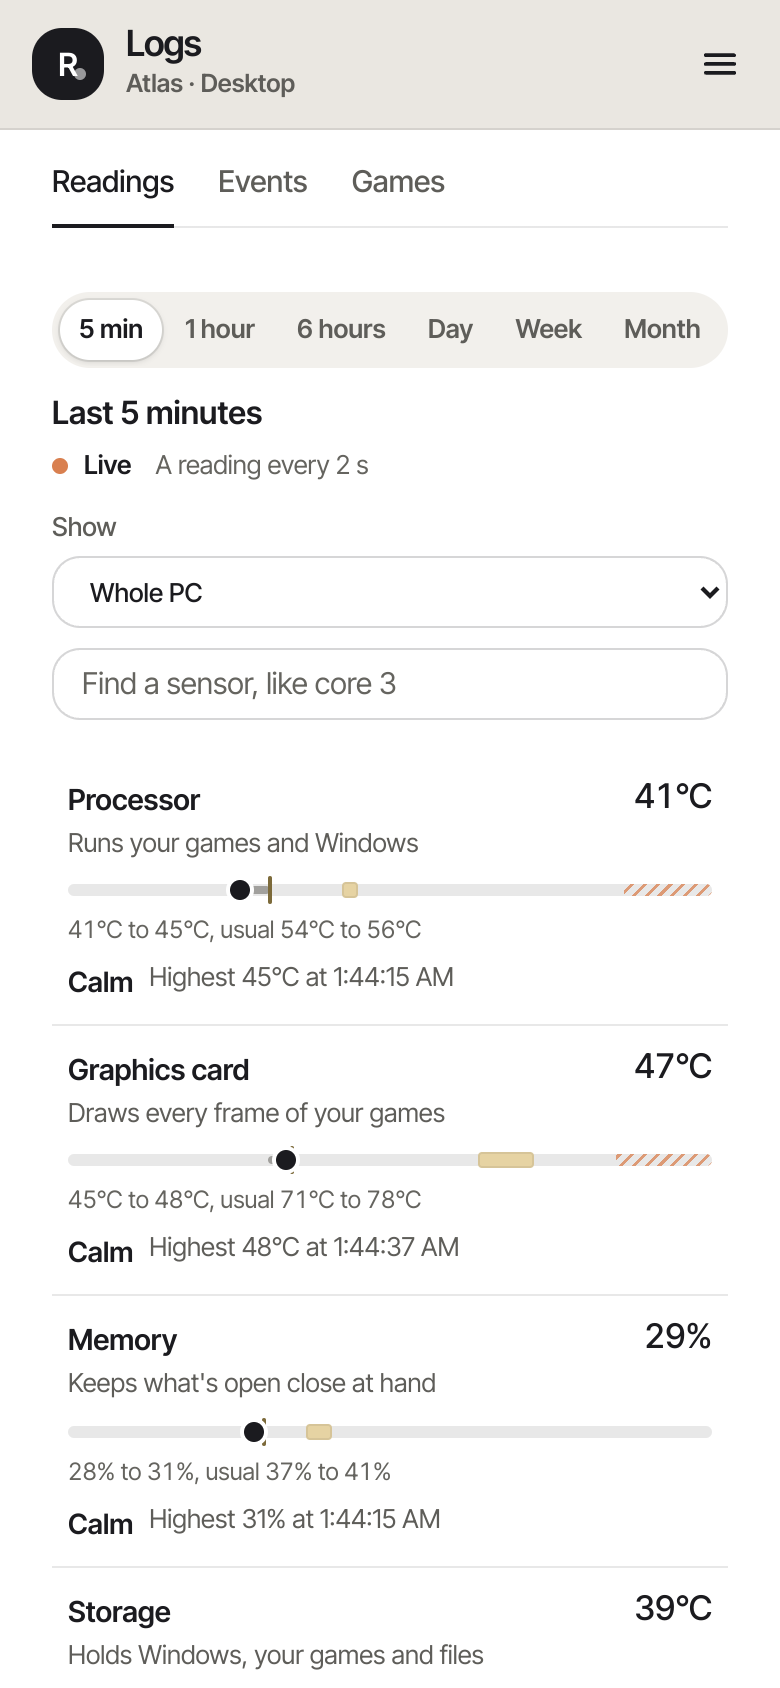 R
Logs
Atlas · Desktop
Readings Events Games
5 min 1 hour 6 hours Day Week Month
Last 5 minutes
Live A reading every 2 s
Show
Whole PC
Find a sensor, like core 3
Processor 41°C
Runs your games and Windows
41°C to 45°C, usual 54°C to 56°C
Calm Highest 45°C at 1:44:15 AM
Graphics card 47°C
Draws every frame of your games
45°C to 48°C, usual 71°C to 78°C
Calm Highest 48°C at 1:44:37 AM
Memory 29%
Keeps what's open close at hand
28% to 31%, usual 37% to 41%
Calm Highest 31% at 1:44:15 AM
Storage 39°C
Holds Windows, your games and files